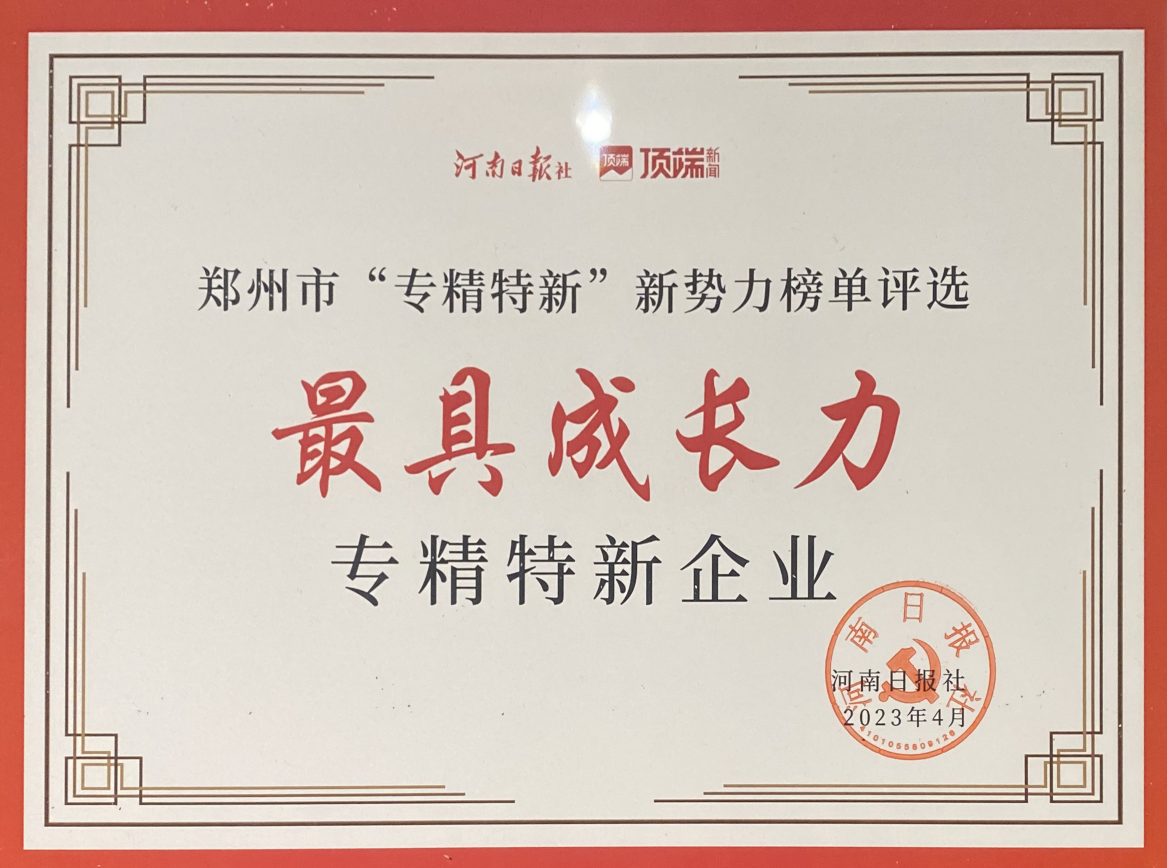 河南日报社 顶端 顶端新闻
郑州市“专精特新”新势力榜单评选
最具成长力
专精特新企业
河南日报社
河南日报社
2023年4月
4101055809126